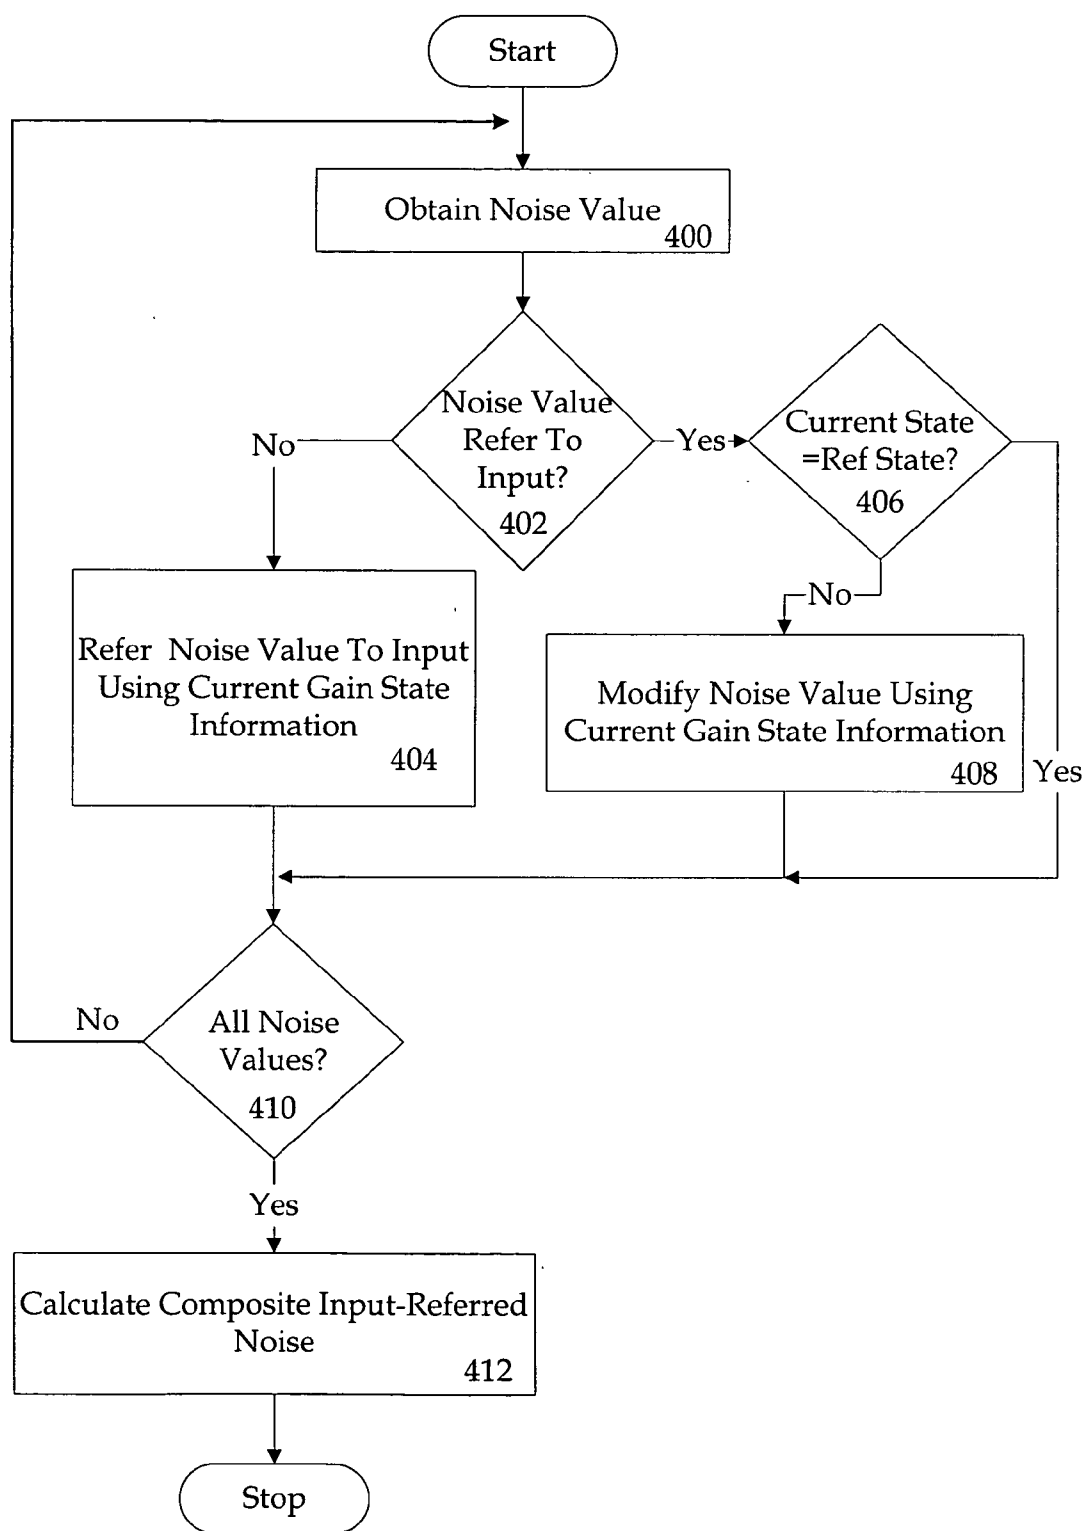 Start
Obtain Noise Value
400
Noise Value
Refer To
Input?
402
No
Yes
Current State
=Ref State?
406
No
Refer Noise Value To Input
Using Current Gain State
Information
404
Modify Noise Value Using
Current Gain State Information
408
Yes
No
All Noise
Values?
410
Yes
Calculate Composite Input-Referred
Noise
412
Stop